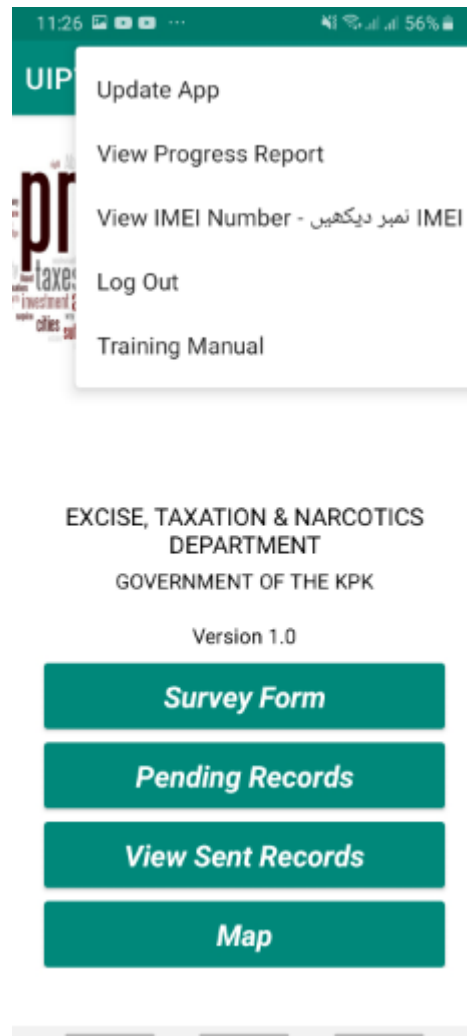 11:26 56%
UIP
Update App
View Progress Report
View IMEI Number - نمبر دیکھیں IMEI
Log Out
Training Manual
pr
taxes
investment
cities
EXCISE, TAXATION & NARCOTICS
DEPARTMENT
GOVERNMENT OF THE KPK
Version 1.0
Survey Form
Pending Records
View Sent Records
Map